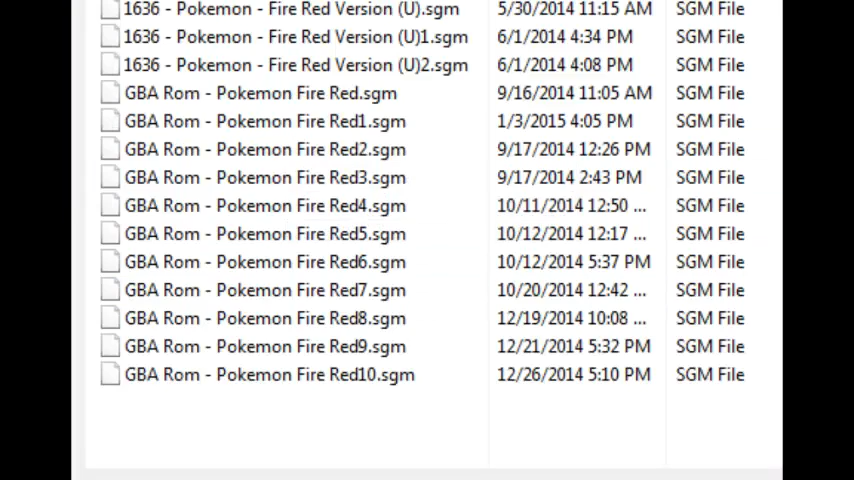 1636 - Pokemon - Fire Red Version (U).sgm 5/30/2014 11:15 AM SGM File
1636 - Pokemon - Fire Red Version (U)1.sgm 6/1/2014 4:34 PM SGM File
1636 - Pokemon - Fire Red Version (U)2.sgm 6/1/2014 4:08 PM SGM File
GBA Rom - Pokemon Fire Red.sgm 9/16/2014 11:05 AM SGM File
GBA Rom - Pokemon Fire Red1.sgm 1/3/2015 4:05 PM SGM File
GBA Rom - Pokemon Fire Red2.sgm 9/17/2014 12:26 PM SGM File
GBA Rom - Pokemon Fire Red3.sgm 9/17/2014 2:43 PM SGM File
GBA Rom - Pokemon Fire Red4.sgm 10/11/2014 12:50 ... SGM File
GBA Rom - Pokemon Fire Red5.sgm 10/12/2014 12:17 ... SGM File
GBA Rom - Pokemon Fire Red6.sgm 10/12/2014 5:37 PM SGM File
GBA Rom - Pokemon Fire Red7.sgm 10/20/2014 12:42 ... SGM File
GBA Rom - Pokemon Fire Red8.sgm 12/19/2014 10:08 ... SGM File
GBA Rom - Pokemon Fire Red9.sgm 12/21/2014 5:32 PM SGM File
GBA Rom - Pokemon Fire Red10.sgm 12/26/2014 5:10 PM SGM File